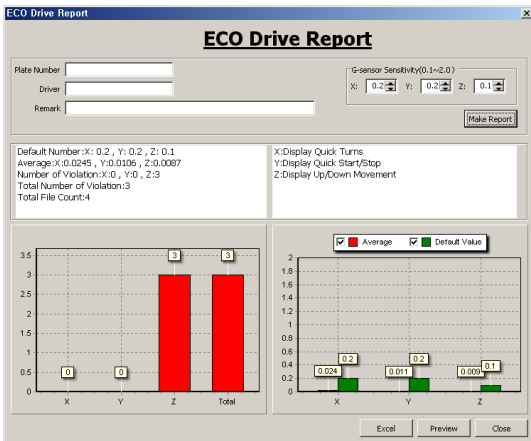 ECO Drive Report
ECO Drive Report
Plate Number
Driver
Remark
G-sensor Sensitivity(0.1~2.0 )
X: 0.2 Y: 0.2 Z: 0.1
Make Report
Default Number:X: 0.2 , Y: 0.2 , Z: 0.1
Average:X:0.0245 , Y:0.0106 , Z:0.0087
Number of Violation:X:0 , Y:0 , Z:3
Total Number of Violation:3
Total File Count:4
X:Display Quick Turns
Y:Display Quick Start/Stop
Z:Display Up/Down Movement
3.5
3
2.5
2
1.5
1
0.5
0
0 0 3 3
X Y Z Total
Average Default Value
2
1.8
1.6
1.4
1.2
1
0.8
0.6
0.4
0.2
0
0.024 0.2 0.011 0.2 0.009 0.1
X Y Z
Excel Preview Close